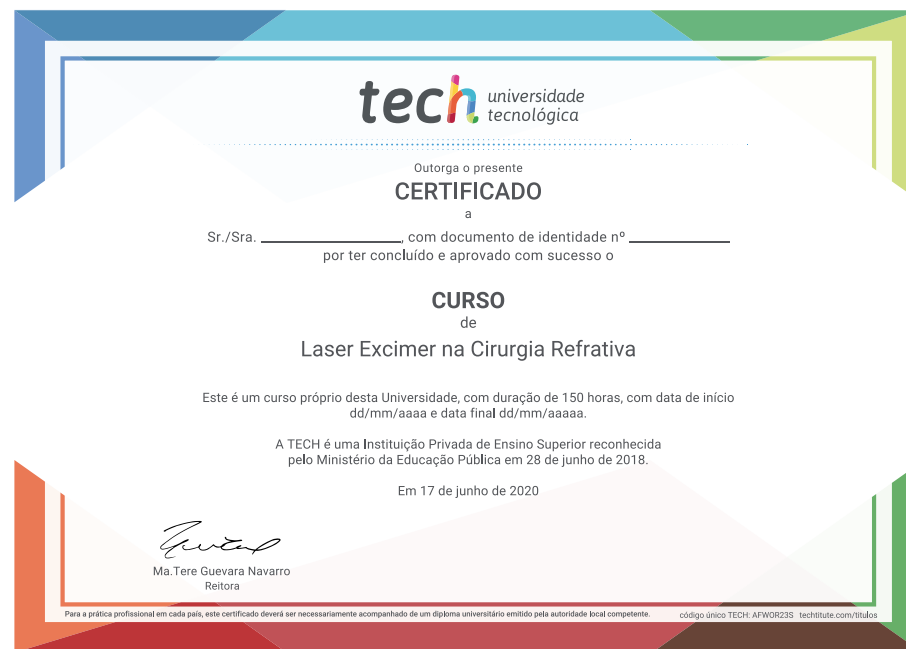 tech universidade
tecnológica
Outorga o presente
CERTIFICADO
a
Sr./Sra. ____________________, com documento de identidade nº ______________
por ter concluído e aprovado com sucesso o
CURSO
de
Laser Excimer na Cirurgia Refrativa
Este é um curso próprio desta Universidade, com duração de 150 horas, com data de início
dd/mm/aaaa e data final dd/mm/aaaaa.
A TECH é uma Instituição Privada de Ensino Superior reconhecida
pelo Ministério da Educação Pública em 28 de junho de 2018.
Em 17 de junho de 2020
Ma.Tere Guevara Navarro
Reitora
Para a prática profissional em cada país, este certificado deverá ser necessariamente acompanhado de um diploma universitário emitido pela autoridade local competente. código único TECH: AFWOR23S techtitute.com/titulos